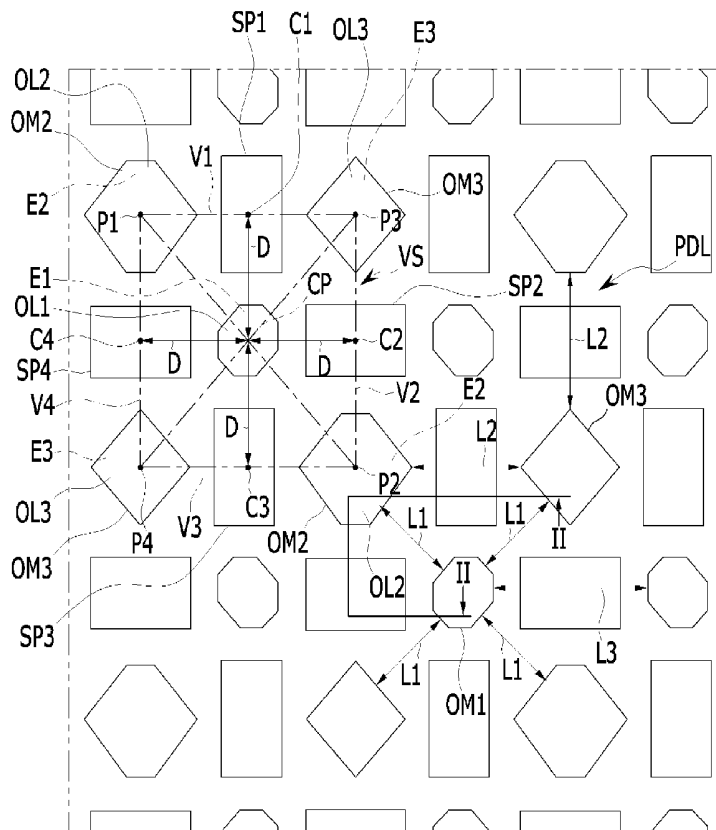 SP1 C1 OL3 E3
OL2
OM2
V1
OM3
E2
P1 P3
D VS PDL
E1 CP SP2
OL1
C4 C2 L2
SP4 D D
V4 V2 E2 OM3
E3 D L2
OL3 P2
C3
V3 L1 L1
OM3 P4 OM2 II
OL2 II
SP3
L3
L1 L1
OM1